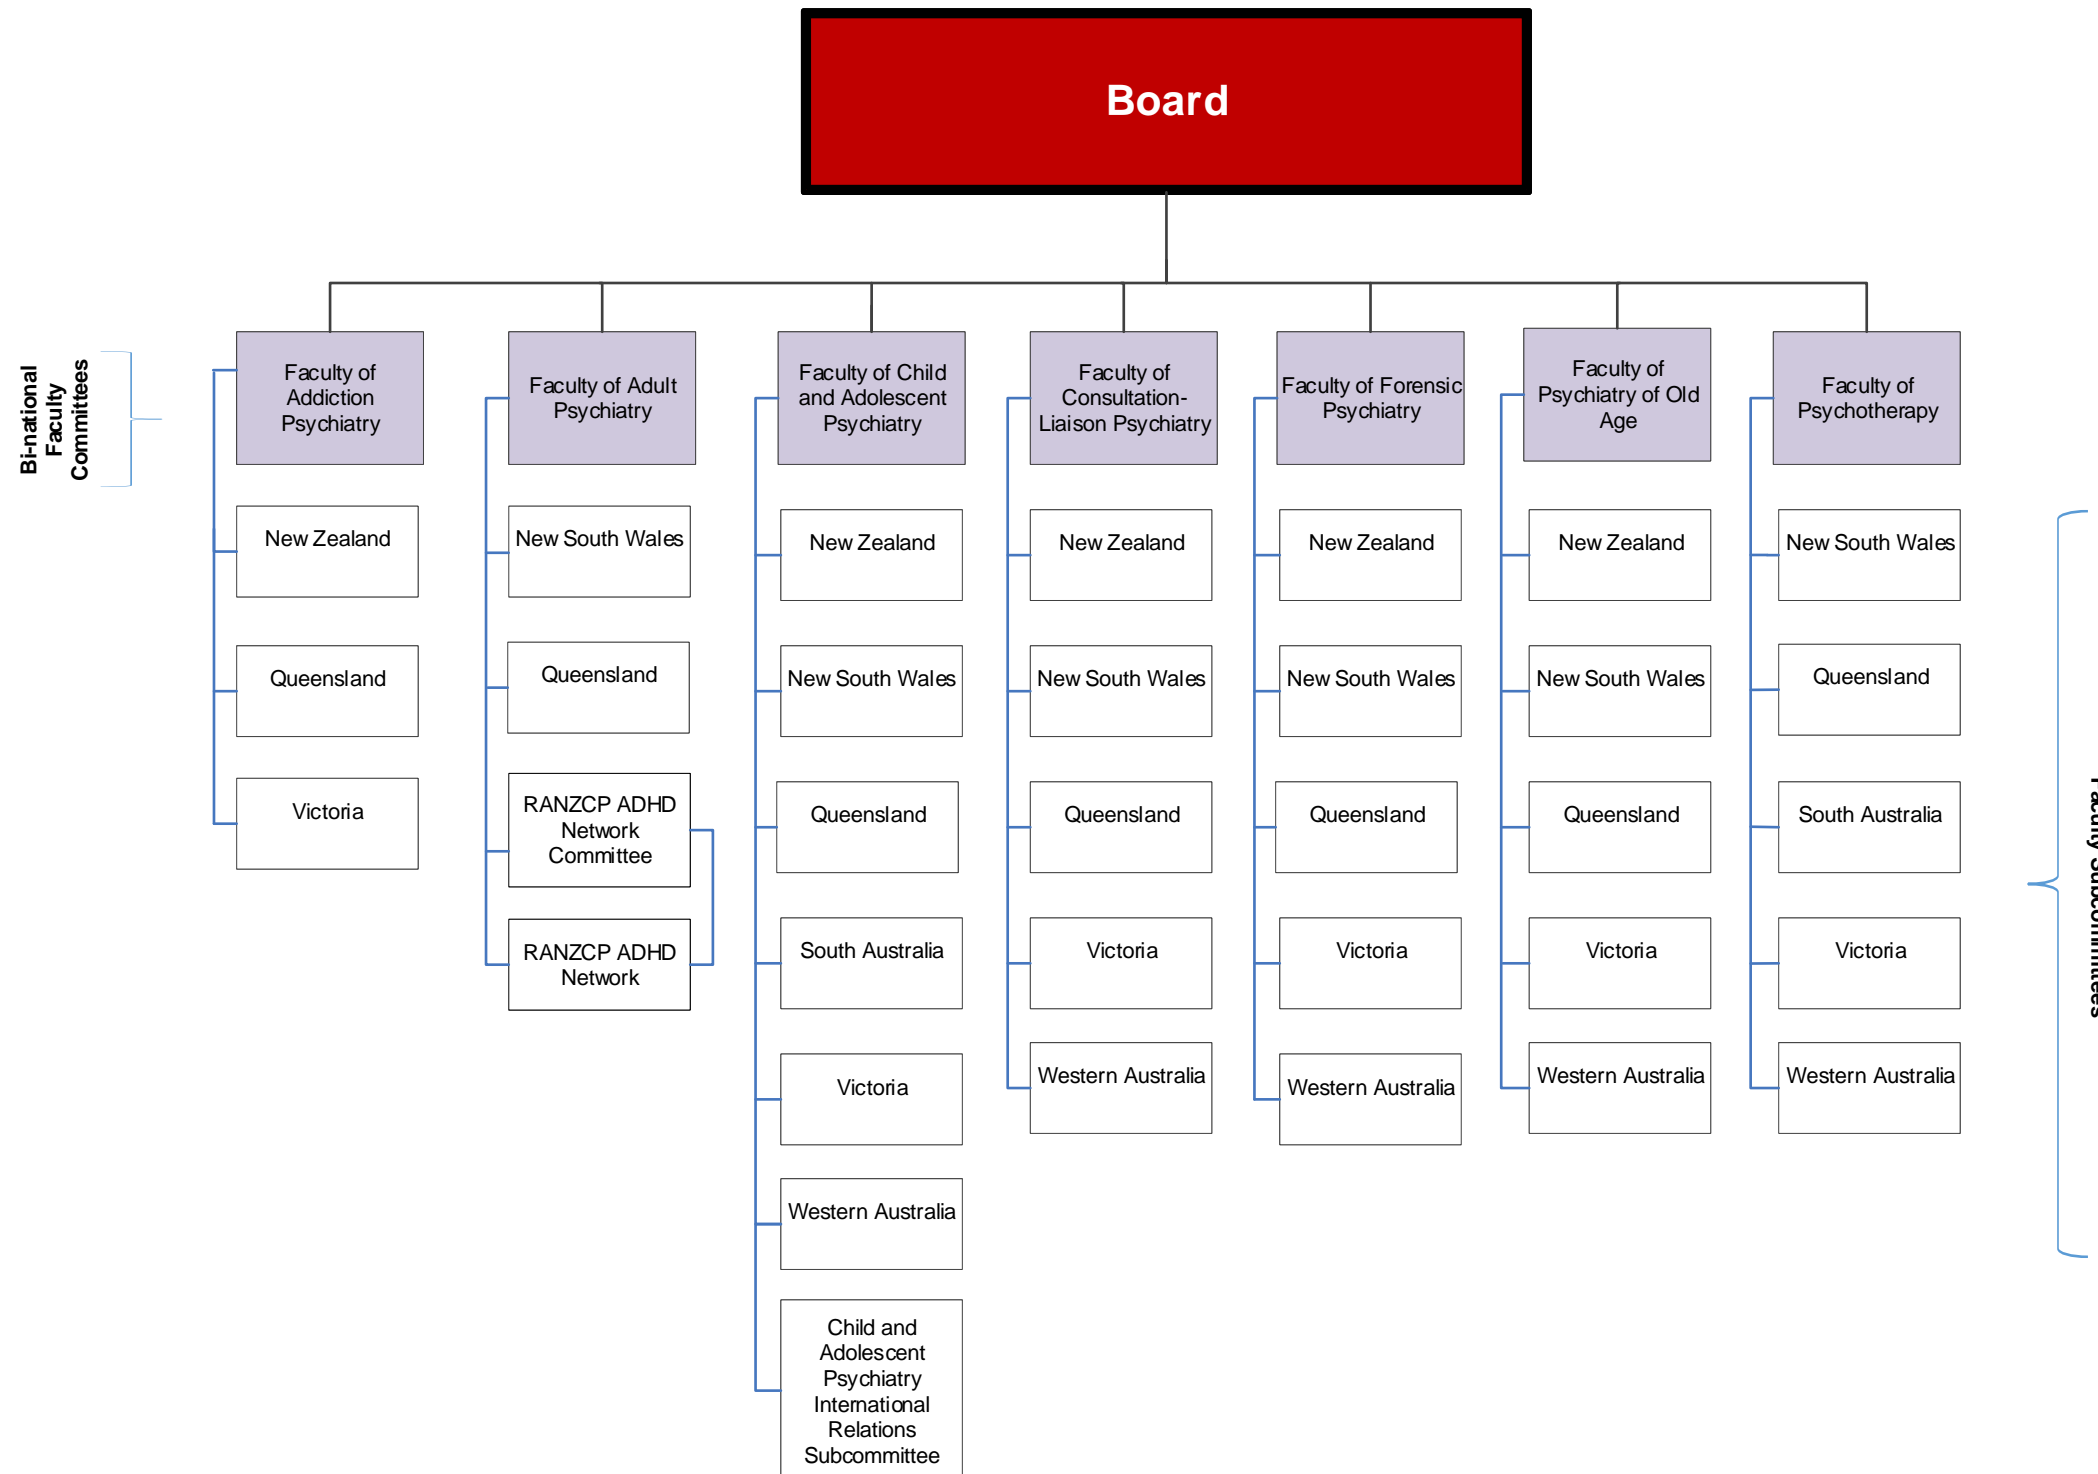 Board
Bi-national
Faculty
Committees
Faculty of
Addiction
Psychiatry
New Zealand
Queensland
Victoria
Faculty of Adult
Psychiatry
New South Wales
Queensland
RANZCP ADHD
Network
Committee
RANZCP ADHD
Network
Faculty of Child
and Adolescent
Psychiatry
New Zealand
New South Wales
Queensland
South Australia
Victoria
Western Australia
Child and
Adolescent
Psychiatry
International
Relations
Subcommittee
Faculty of
Consultation-
Liaison Psychiatry
New Zealand
New South Wales
Queensland
Victoria
Western Australia
Faculty of Forensic
Psychiatry
New Zealand
New South Wales
Queensland
Victoria
Western Australia
Faculty of
Psychiatry of Old
Age
New Zealand
New South Wales
Queensland
Victoria
Western Australia
Faculty of
Psychotherapy
New South Wales
Queensland
South Australia
Victoria
Western Australia
Faculty Subcommittees